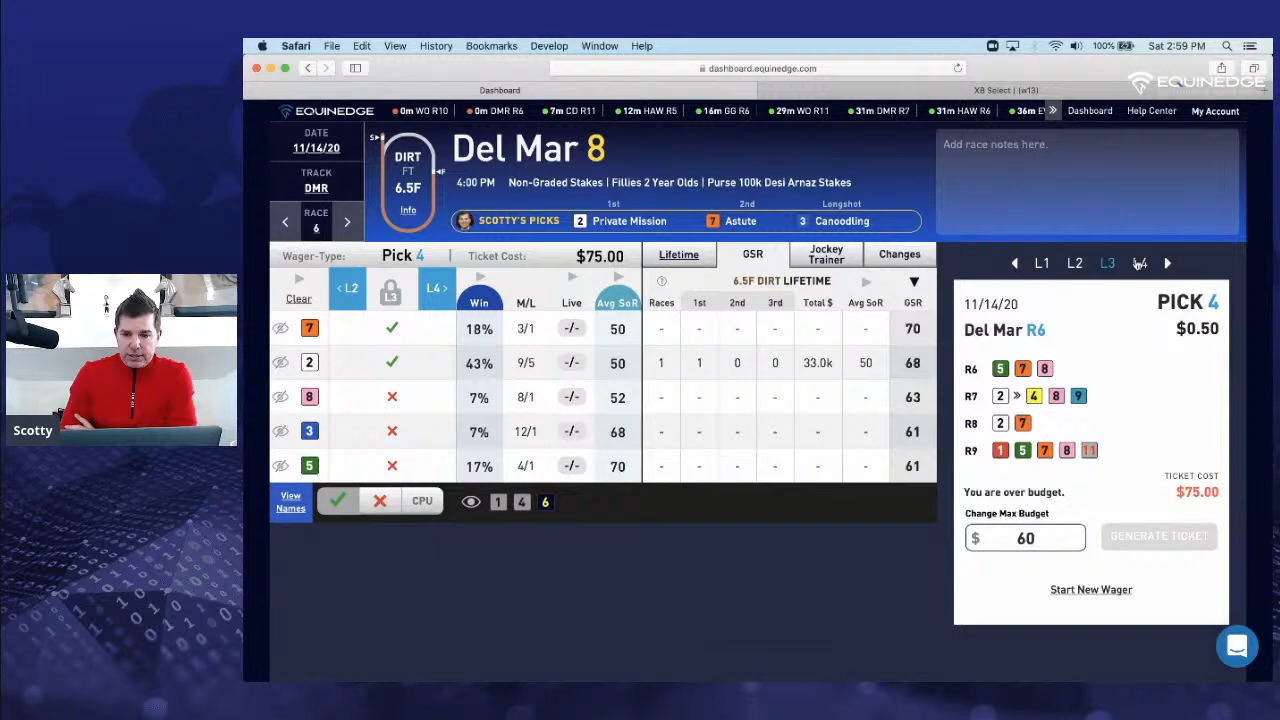 Safari File Edit View History Bookmarks Develop Window Help 100% Sat 2:59 PM
dashboard.equinedge.com
EQUINEDGE
Dashboard XB Select | (w13)
EQUINEDGE 0m WO R10 0m DMR R6 7m CD R11 12m HAW R5 16m GG R6 29m WO R11 31m DMR R7 31m HAW R6 36m » Dashboard Help Center My Account
DATE
11/14/20
TRACK
DMR
RACE
6
S
DIRT
FT
6.5F
Info
F
Del Mar 8
4:00 PM Non-Graded Stakes | Fillies 2 Year Olds | Purse 100k Desi Arnaz Stakes
1st 2nd Longshot
SCOTTY'S PICKS 2 Private Mission 7 Astute 3 Canoodling
Add race notes here.
Wager-Type: Pick 4 | Ticket Cost: $75.00
Lifetime GSR Jockey Trainer Changes
Clear <L2 L3 L4> Win M/L Live Avg SoR
6.5F DIRT LIFETIME
Races 1st 2nd 3rd Total $ Avg SoR GSR
7 ✓ 18% 3/1 -/- 50 - - - - - - 70
2 ✓ 43% 9/5 -/- 50 1 1 0 0 33.0k 50 68
8 × 7% 8/1 -/- 52 - - - - - - 63
3 × 7% 12/1 -/- 68 - - - - - - 61
5 × 17% 4/1 -/- 70 - - - - - - 61
View Names ✓ × CPU 1 4 6
L1 L2 L3 L4
11/14/20 PICK 4
Del Mar R6 $0.50
R6 5 7 8
R7 2 » 4 8 9
R8 2 7
R9 1 5 7 8 11
TICKET COST
You are over budget. $75.00
Change Max Budget
$ 60 GENERATE TICKET
Start New Wager
Scotty